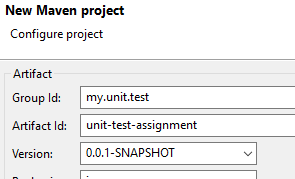 New Maven project
Configure project
Artifact
Group Id: my.unit.test
Artifact Id: unit-test-assignment
Version: 0.0.1-SNAPSHOT